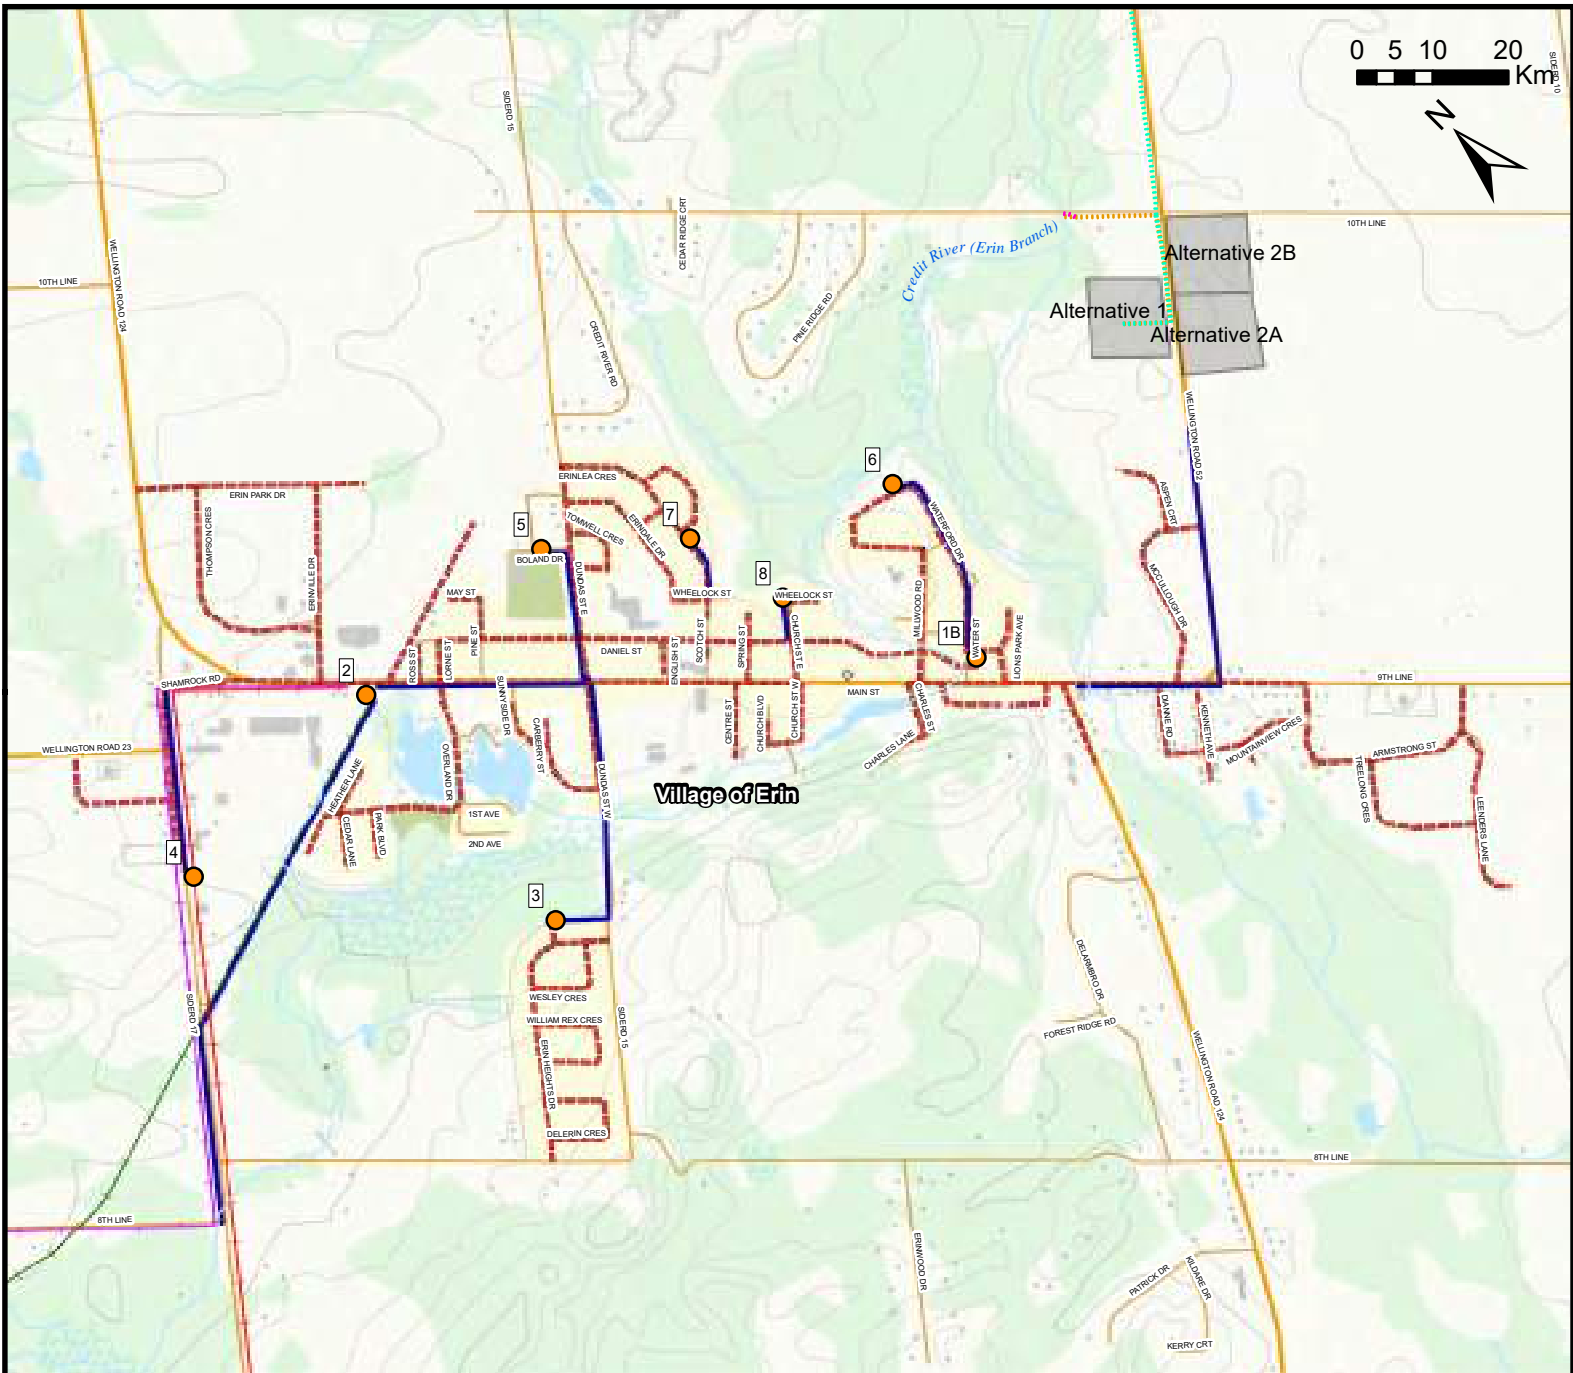 0 5 10 20
Km
N
SIDERD 10
SIDERD 15
WELLINGTON ROAD 124
10TH LINE
CEDAR RIDGE CRT
Credit River (Erin Branch)
10TH LINE
Alternative 2B
Alternative 1
Alternative 2A
PINE RIDGE RD
CREDIT RIVER RD
WELLINGTON ROAD 52
ERINLEA CRES
6
ERIN PARK DR
THOMPSON CRES
ERINVILLE DR
5
7
TOMWELL CRES
ERINDALE DR
BOLAND DR
WATERFORD DR
ASPEN CRT
MCCULLOUGH DR
DUNDAS ST E
8
MAY ST
WHEELOCK ST
WHEELOCK ST
MILLWOOD RD
PINE ST
ROSS ST
LORNE ST
DANIEL ST
ENGLISH ST
SCOTCH ST
SPRING ST
CHURCH ST E
1B
WATER ST
LIONS PARK AVE
2
SHAMROCK RD
MAIN ST
9TH LINE
SUNNYSIDE DR
CARBERRY ST
CENTRE ST
CHURCH BLVD
CHURCH ST W
CHARLES ST
CHARLES LANE
DIANNE RD
KENNETH AVE
MOUNTAINVIEW CRES
ARMSTRONG ST
TREELONG CRES
LEENDERS LANE
WELLINGTON ROAD 23
OVERLAND DR
HEATHER LANE
CEDAR LANE
PARK BLVD
1ST AVE
2ND AVE
DUNDAS ST W
Village of Erin
4
3
WESLEY CRES
WILLIAM REX CRES
ERIN HEIGHTS DR
DELERIN CRES
SIDERD 15
SIDERD 17
DELARMBRO DR
FOREST RIDGE RD
WELLINGTON ROAD 124
8TH LINE
8TH LINE
ERINWOOD DR
PATRICK DR
KILDARE DR
KERRY CRT